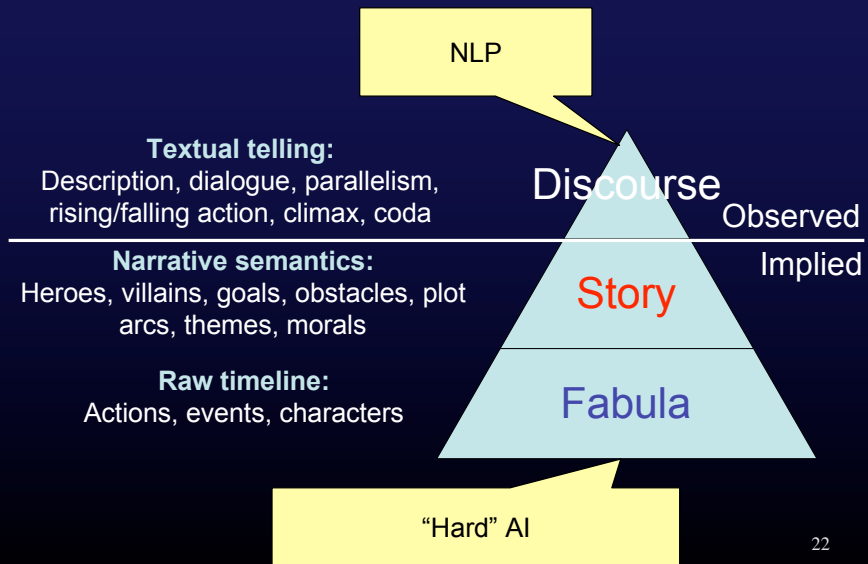 NLP
Textual telling:
Description, dialogue, parallelism,
rising/falling action, climax, coda
Discourse
Observed
Narrative semantics:
Heroes, villains, goals, obstacles, plot
arcs, themes, morals
Implied
Story
Raw timeline:
Actions, events, characters
Fabula
“Hard” AI
22